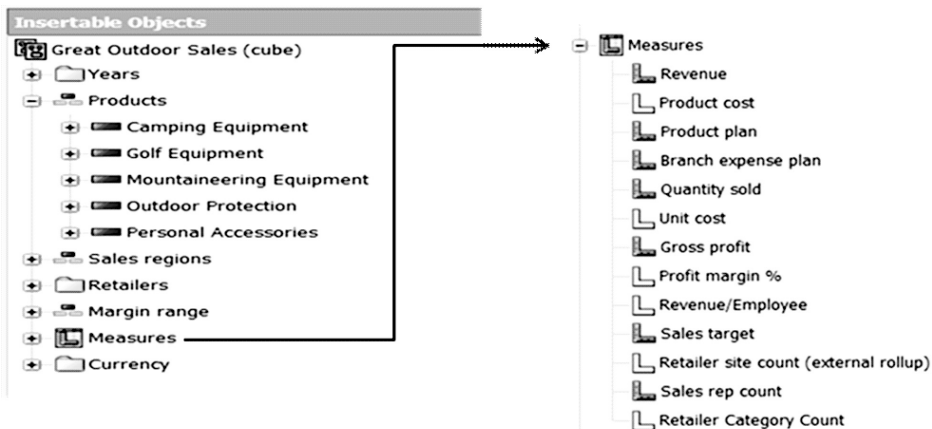 Insertable Objects
Great Outdoor Sales (cube)
Years
Products
Camping Equipment
Golf Equipment
Mountaineering Equipment
Outdoor Protection
Personal Accessories
Sales regions
Retailers
Margin range
Measures
Currency
Measures
Revenue
Product cost
Product plan
Branch expense plan
Quantity sold
Unit cost
Gross profit
Profit margin %
Revenue/Employee
Sales target
Retailer site count (external rollup)
Sales rep count
Retailer Category Count